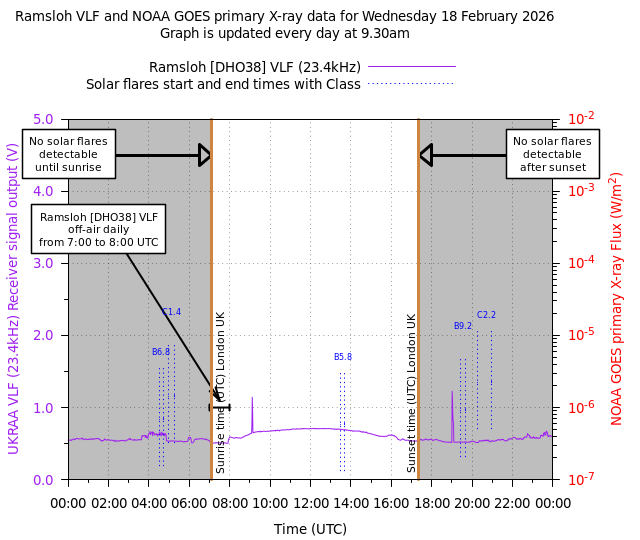 Ramsloh VLF and NOAA GOES primary X-ray data for Wednesday 18 February 2026
Graph is updated every day at 9.30am
Ramsloh [DHO38] VLF (23.4kHz)
Solar flares start and end times with Class
UKRAA VLF (23.4kHz) Receiver signal output (V)
5.0
4.0
3.0
2.0
1.0
0.0
No solar flares
detectable
until sunrise
Ramsloh [DHO38] VLF
off-air daily
from 7:00 to 8:00 UTC
No solar flares
detectable
after sunset
C1.4
B6.8
B5.8
B9.2
C2.2
Sunrise time (UTC) London UK
Sunset time (UTC) London UK
10-2
10-3
10-4
10-5
10-6
10-7
NOAA GOES primary X-ray Flux (W/m2)
00:00 02:00 04:00 06:00 08:00 10:00 12:00 14:00 16:00 18:00 20:00 22:00 00:00
Time (UTC)